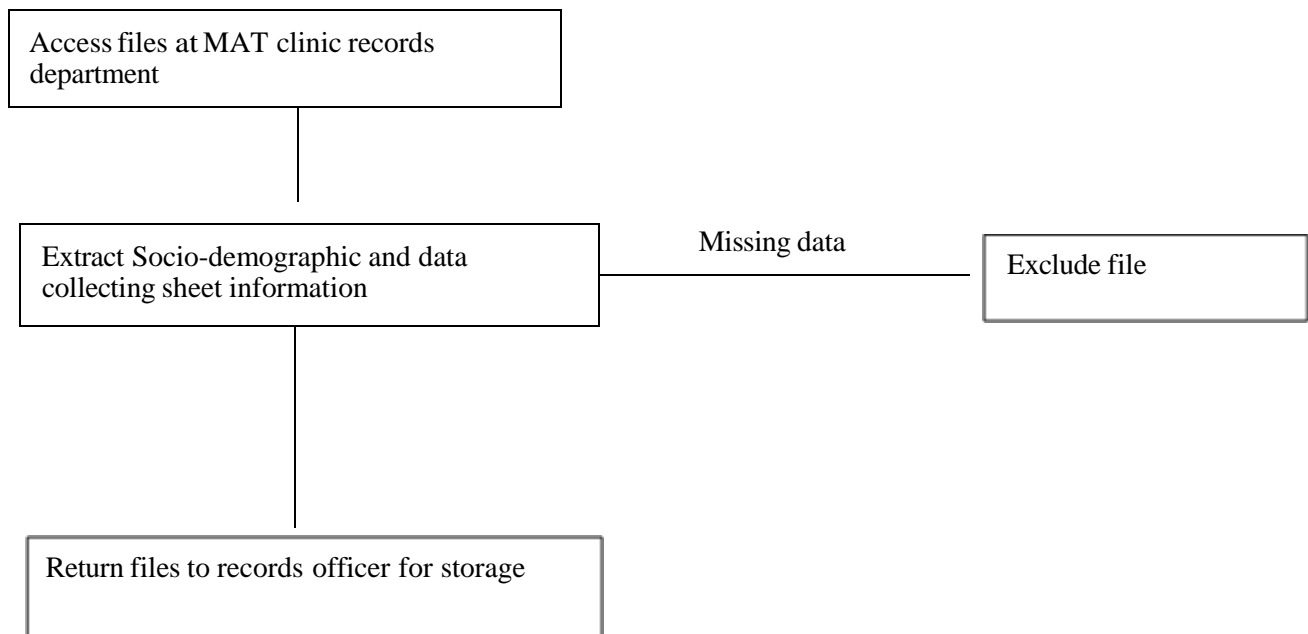 Access files at MAT clinic records
department
Extract Socio-demographic and data
collecting sheet information
Missing data
Exclude file
Return files to records officer for storage